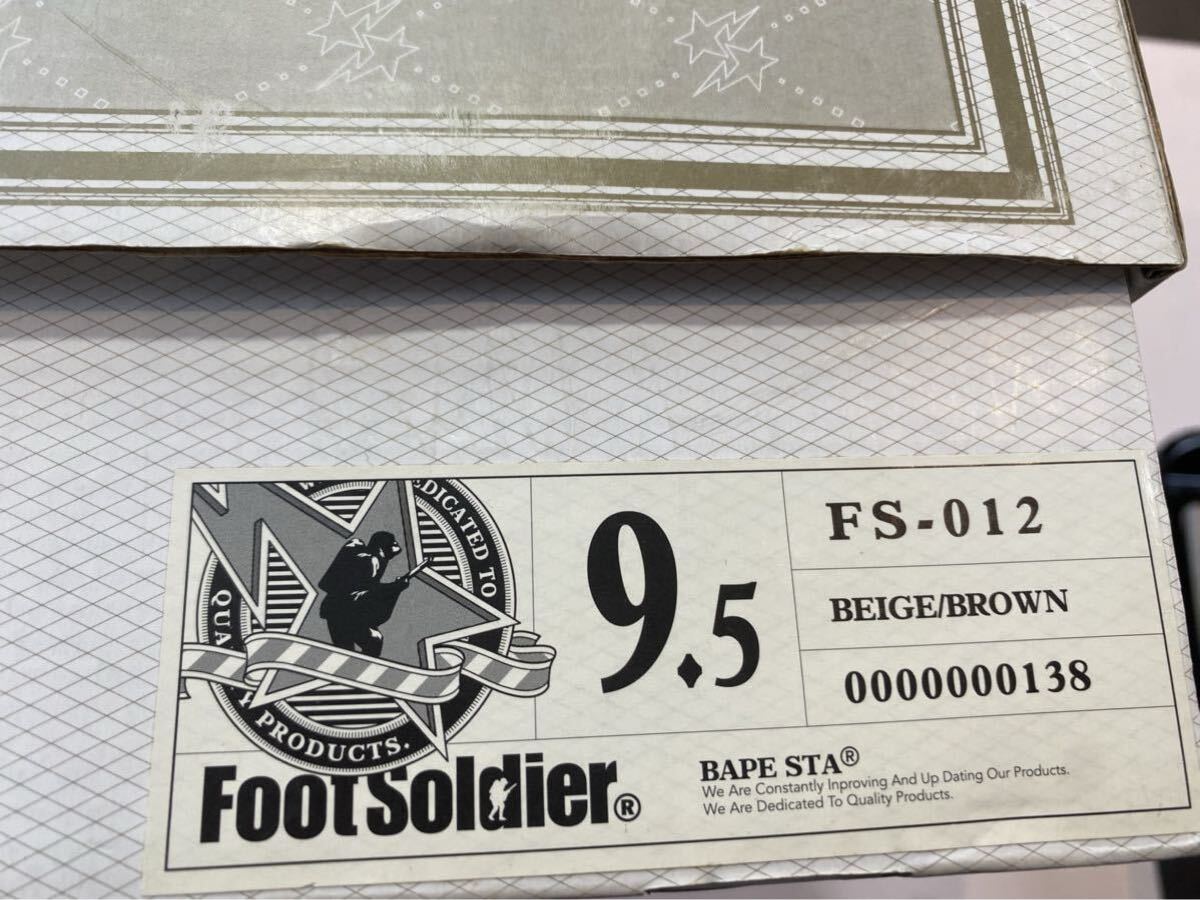 DEDICATED TO
QUALITY PRODUCTS.
9.5
FS-012
BEIGE/BROWN
0000000138
FootSoldier®
BAPE STA®
We Are Constantly Inproving And Up Dating Our Products.
We Are Dedicated To Quality Products.